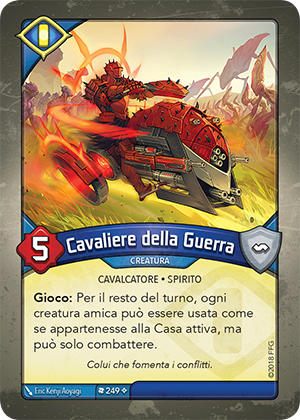 5
Cavaliere della Guerra
CREATURA
CAVALCATORE • SPIRITO
Gioco: Per il resto del turno, ogni
creatura amica può essere usata come
se appartenesse alla Casa attiva, ma
può solo combattere.
Colui che fomenta i conflitti.
Eric Kenji Aoyagi
249
©2018 FFG